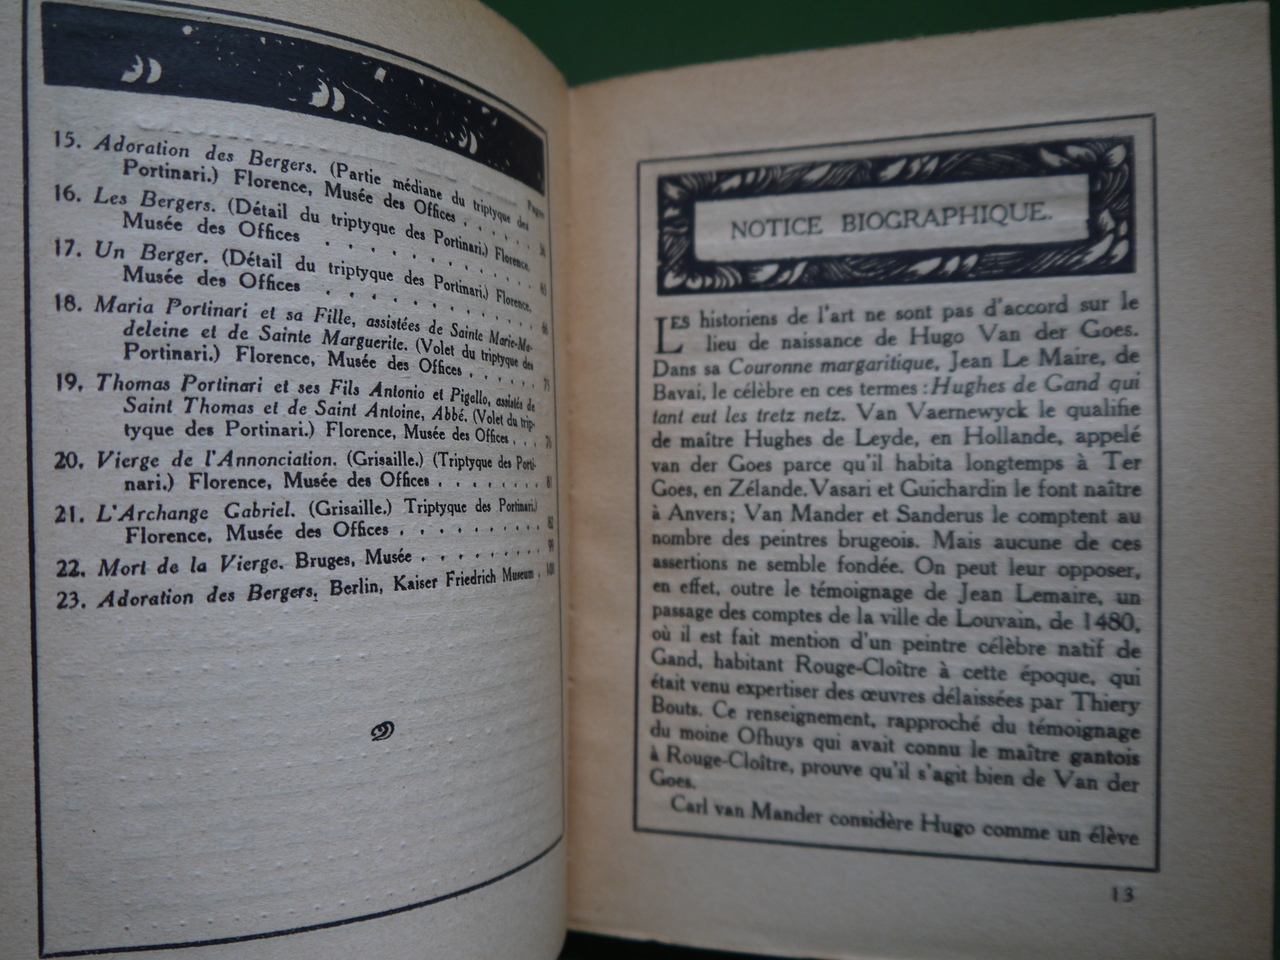 Pages
15. Adoration des Bergers. (Partie médiane du triptyque des
Portinari.) Florence, Musée des Offices . . . . . .
16. Les Bergers. (Détail du triptyque des Portinari.) Florence,
Musée des Offices . . . . . . . . .
17. Un Berger. (Détail du triptyque des Portinari.) Florence,
Musée des Offices . . . . . . . . .
18. Maria Portinari et sa Fille, assistées de Sainte Marie-Ma-
deleine et de Sainte Marguerite. (Volet du triptyque des
Portinari.) Florence, Musée des Offices . . . . . .
19. Thomas Portinari et ses Fils Antonio et Pigello, assistés de
Saint Thomas et de Saint Antoine, Abbé. (Volet du trip-
tyque des Portinari.) Florence, Musée des Offices . . .
20. Vierge de l'Annonciation. (Grisaille.) (Triptyque des Porti-
nari.) Florence, Musée des Offices . . . . . . . 81
21. L'Archange Gabriel. (Grisaille.) Triptyque des Portinari.)
Florence, Musée des Offices . . . . . . . . . 82
22. Mort de la Vierge. Bruges, Musée . . . . . . . . 99
23. Adoration des Bergers. Berlin, Kaiser Friedrich Museum .
NOTICE BIOGRAPHIQUE.
LES historiens de l'art ne sont pas d'accord sur le
lieu de naissance de Hugo Van der Goes.
Dans sa Couronne margaritique, Jean Le Maire, de
Bavai, le célèbre en ces termes : Hughes de Gand qui
tant eut les tretz netz. Van Vaernewyck le qualifie
de maître Hughes de Leyde, en Hollande, appelé
van der Goes parce qu'il habita longtemps à Ter
Goes, en Zélande. Vasari et Guichardin le font naître
à Anvers; Van Mander et Sanderus le comptent au
nombre des peintres brugeois. Mais aucune de ces
assertions ne semble fondée. On peut leur opposer,
en effet, outre le témoignage de Jean Lemaire, un
passage des comptes de la ville de Louvain, de 1480,
où il est fait mention d'un peintre célèbre natif de
Gand, habitant Rouge-Cloître à cette époque, qui
était venu expertiser des œuvres délaissées par Thiery
Bouts. Ce renseignement, rapproché du témoignage
du moine Ofhuys qui avait connu le maître gantois
à Rouge-Cloître, prouve qu'il s'agit bien de Van der
Goes.
Carl van Mander considère Hugo comme un élève
13